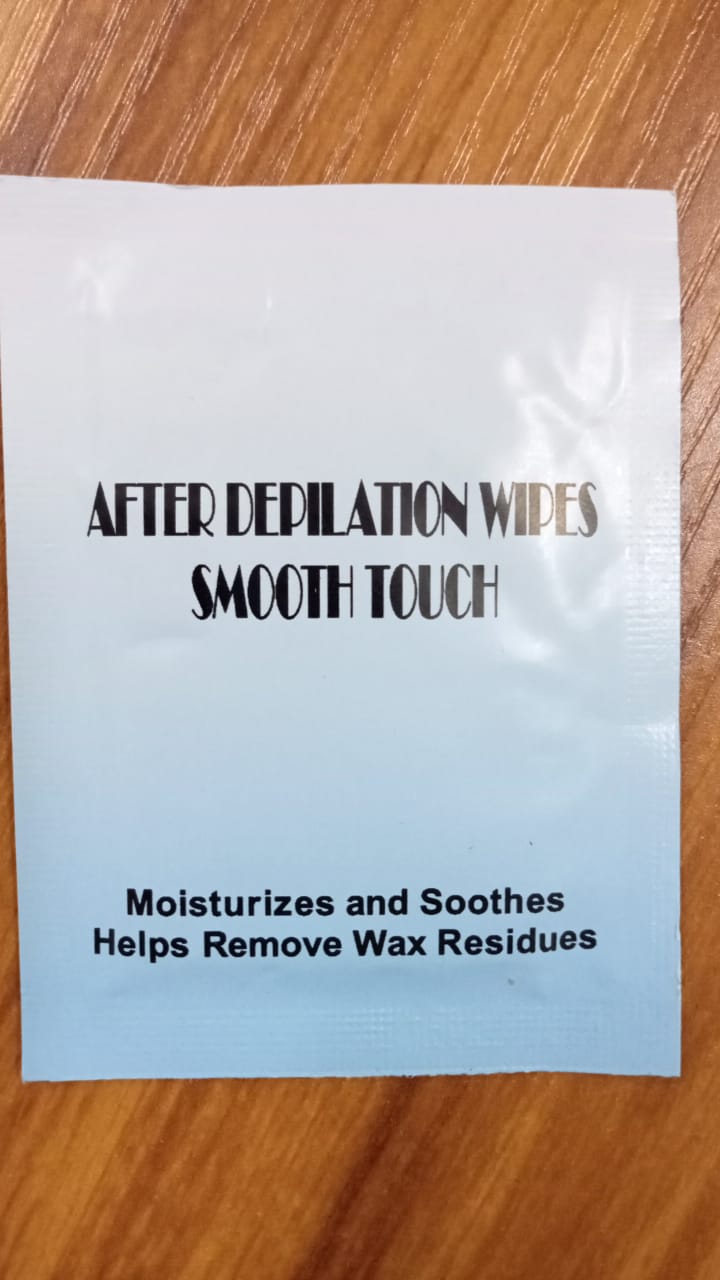 AFTER DEPILATION WIPES
SMOOTH TOUCH
Moisturizes and Soothes
Helps Remove Wax Residues